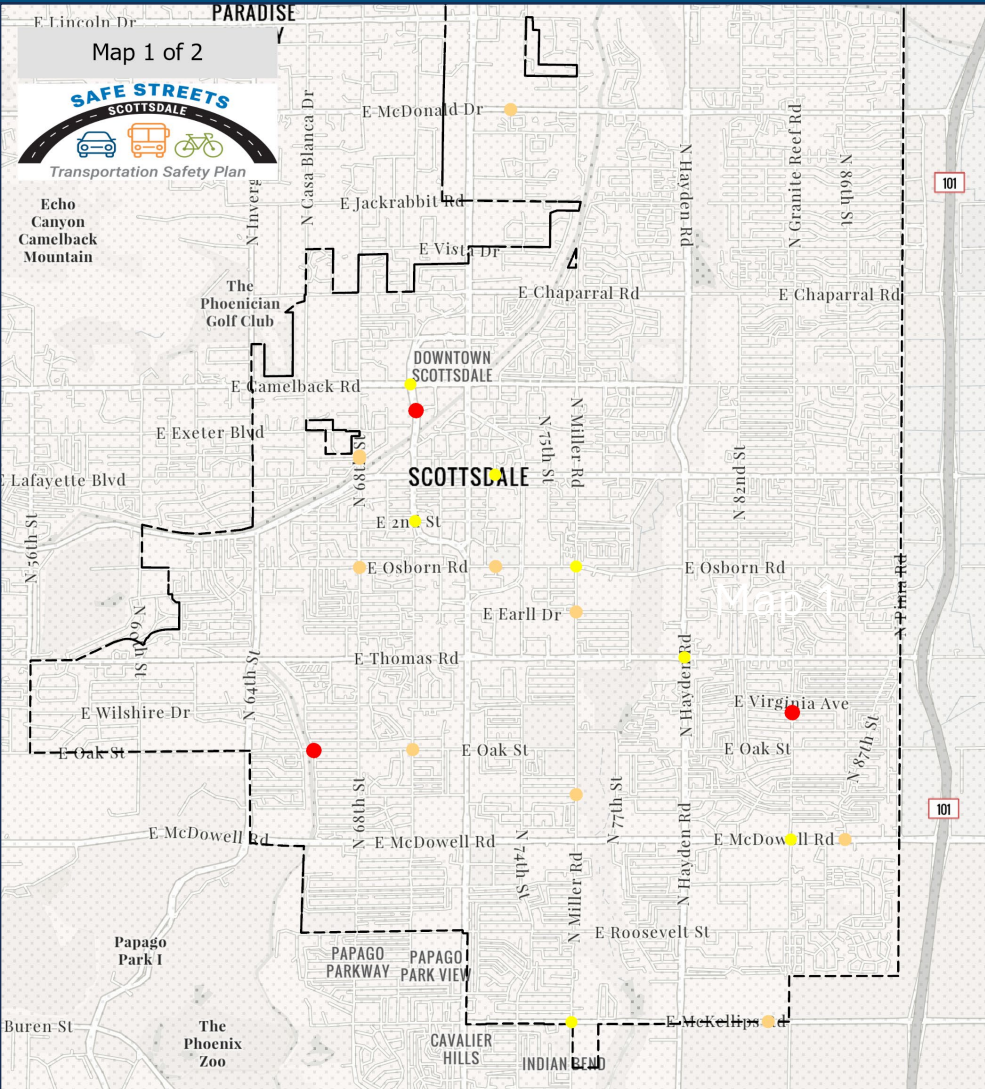 PARADISE
Y
E Lincoln Dr
Map 1 of 2
SAFE STREETS
SCOTTSDALE
Transportation Safety Plan
E McDonald Dr
N Casa Blanca Dr
N Inverg
N Hayden Rd
N Granite Reef Rd
N 86th St
101
E Jackrabbit Rd
Echo
Canyon
Camelback
Mountain
E Vista Dr
The
Phoenician
Golf Club
E Chaparral Rd
E Chaparral Rd
DOWNTOWN
SCOTTSDALE
E Camelback Rd
E Exeter Blvd
N 68th St
N 75th St
N Miller Rd
N 82nd St
E Lafayette Blvd
SCOTTSDALE
E 2nd St
N 56th St
E Osborn Rd
E Osborn Rd
Map 1
N Pima Rd
E Earll Dr
N 60th St
N 64th St
E Thomas Rd
N Hayden Rd
E Virginia Ave
E Wilshire Dr
E Oak St
E Oak St
E Oak St
N 87th St
N 68th St
N 77th St
N Hayden Rd
101
E McDowell Rd
E McDowell Rd
E McDowell Rd
N 74th St
N Miller Rd
E Roosevelt St
Papago
Park I
PAPAGO
PARKWAY
PAPAGO
PARK VIEW
Buren St
The
Phoenix
Zoo
E McKellips Rd
CAVALIER
HILLS
INDIAN BEND